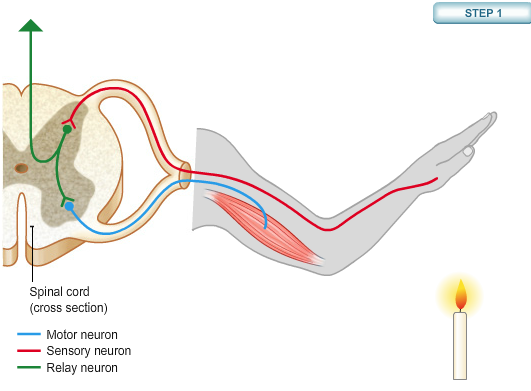 STEP 1
Spinal cord
(cross section)
Motor neuron
Sensory neuron
Relay neuron